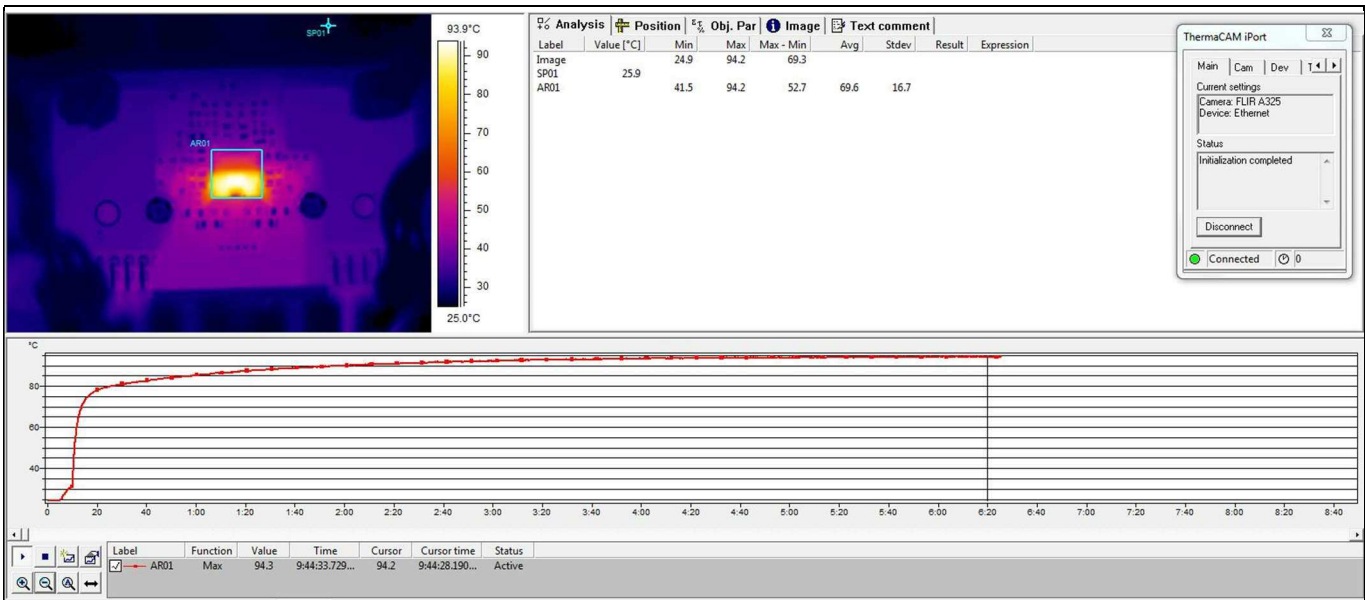 SP01
AR01
93.9°C
90
80
70
60
50
40
30
25.0°C
Analysis Position Obj. Par Image Text comment
Label Value [°C] Min Max Max - Min Avg Stdev Result Expression
Image 24.9 94.2 69.3
SP01 25.9
AR01 41.5 94.2 52.7 69.6 16.7
ThermaCAM iPort
Main Cam Dev T
Current settings
Camera: FLIR A325
Device: Ethernet
Status
Initialization completed
Disconnect
Connected 0
°C
80
60
40
0 20 40 1:00 1:20 1:40 2:00 2:20 2:40 3:00 3:20 3:40 4:00 4:20 4:40 5:00 5:20 5:40 6:00 6:20 6:40 7:00 7:20 7:40 8:00 8:20 8:40
Label Function Value Time Cursor Cursor time Status
AR01 Max 94.3 9:44:33.729... 94.2 9:44:28.190... Active